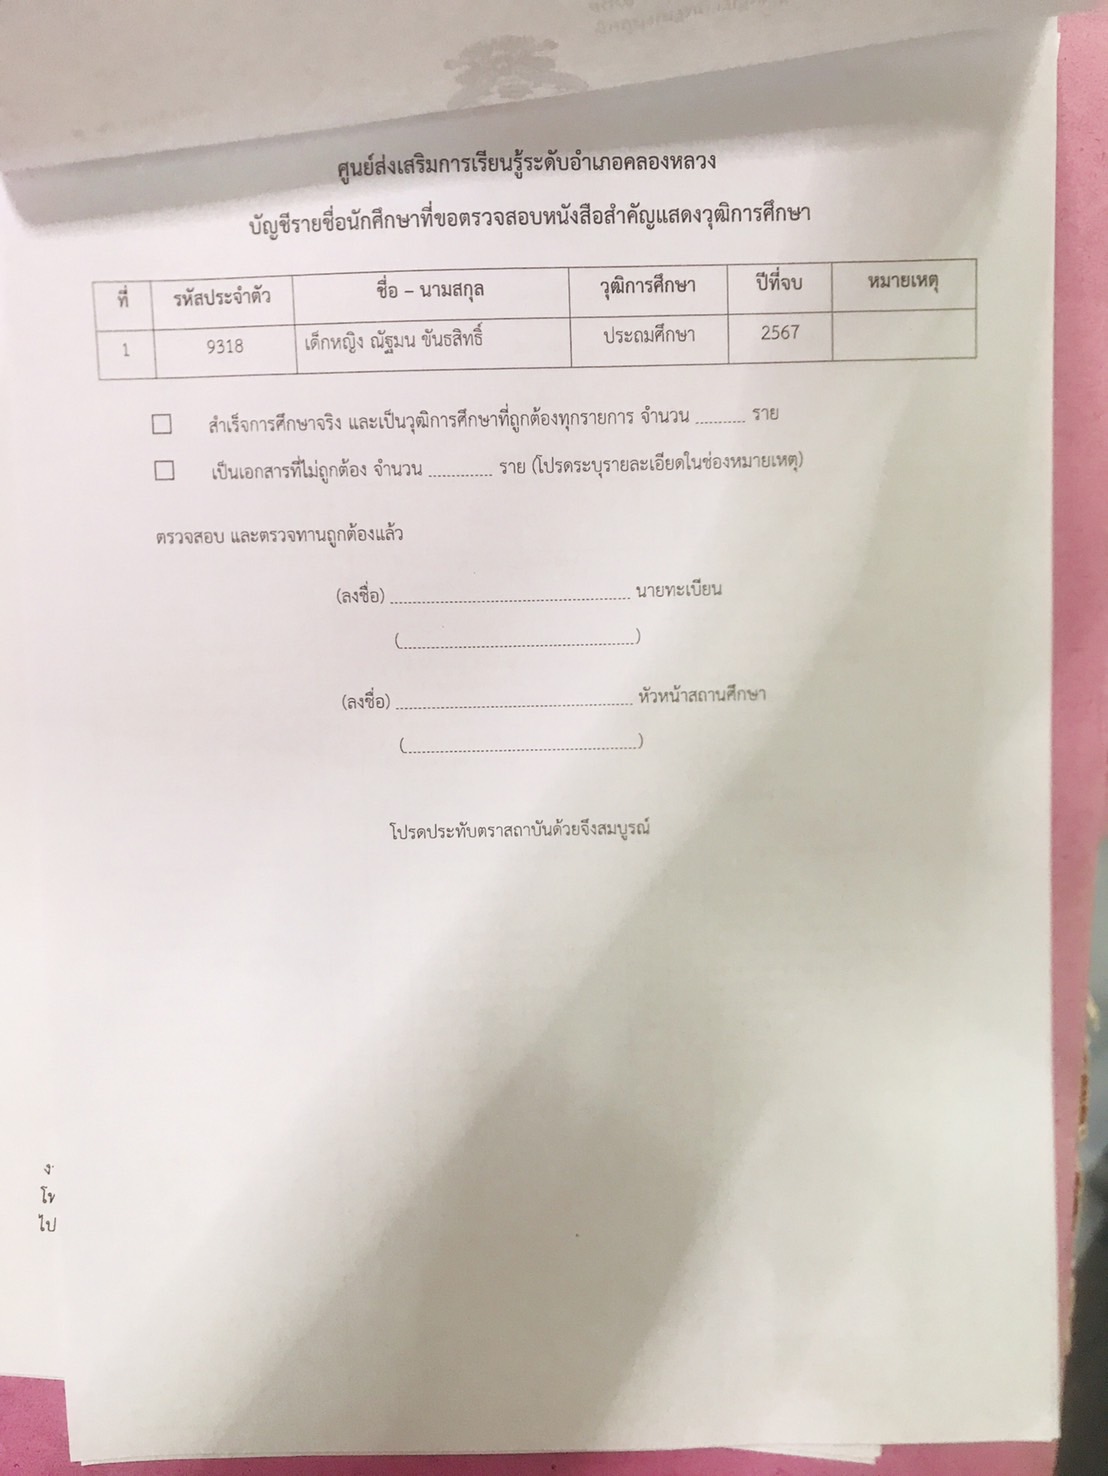 ศูนย์ส่งเสริมการเรียนรู้ระดับอำเภอคลองหลวง
บัญชีรายชื่อนักศึกษาที่ขอตรวจสอบหนังสือสำคัญแสดงวุฒิการศึกษา
ที่ รหัสประจำตัว ชื่อ – นามสกุล วุฒิการศึกษา ปีที่จบ หมายเหตุ
1 9318 เด็กหญิง ณัฐมน ขันธสิทธิ์ ประถมศึกษา 2567
☐ สำเร็จการศึกษาจริง และเป็นวุฒิการศึกษาที่ถูกต้องทุกรายการ จำนวน .......... ราย
☐ เป็นเอกสารที่ไม่ถูกต้อง จำนวน ............. ราย (โปรดระบุรายละเอียดในช่องหมายเหตุ)
ตรวจสอบ และตรวจทานถูกต้องแล้ว
(ลงชื่อ) .................................................. นายทะเบียน
(..................................................)
(ลงชื่อ) .................................................. หัวหน้าสถานศึกษา
(..................................................)
โปรดประทับตราสถาบันด้วยจึงสมบูรณ์
ไป